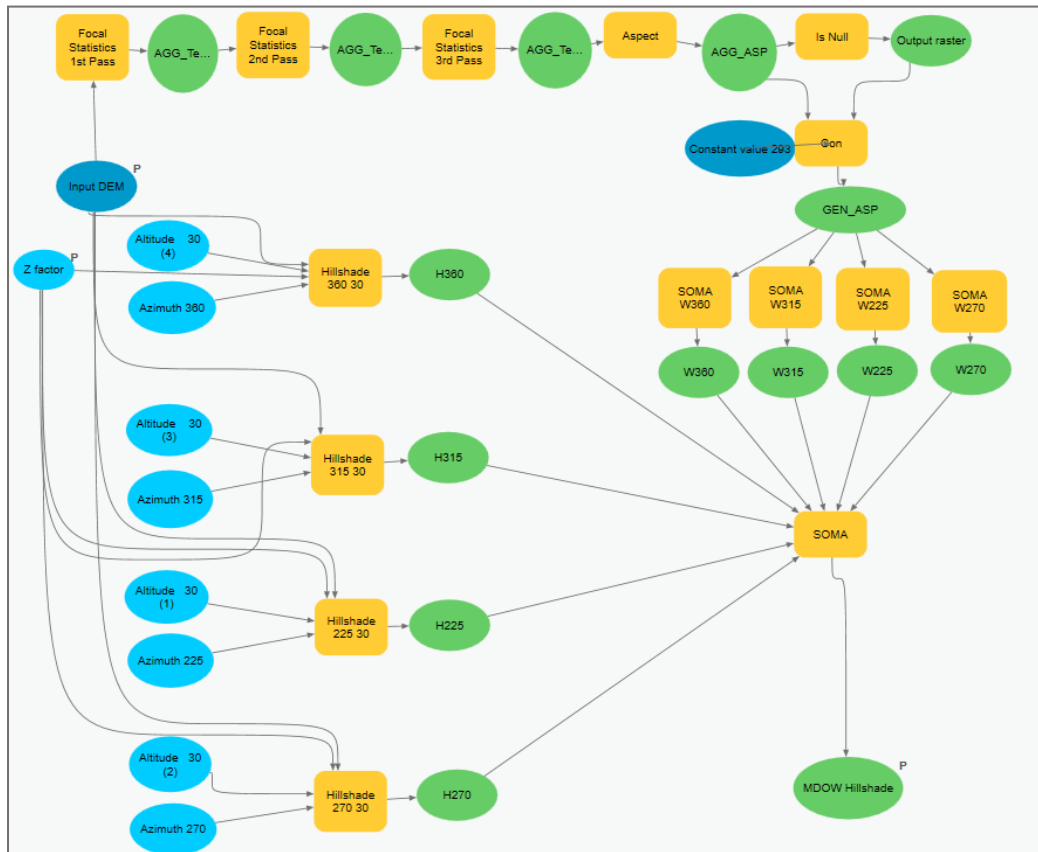 Focal
Statistics
1st Pass
AGG_Te...
Focal
Statistics
2nd Pass
AGG_Te...
Focal
Statistics
3rd Pass
AGG_Te...
Aspect
AGG_ASP
Is Null
Output raster
Constant value 293
Con
P
Input DEM
GEN_ASP
P
Z factor
Altitude 30
(4)
Azimuth 360
Hillshade
360 30
H360
SOMA
W360
SOMA
W315
SOMA
W225
SOMA
W270
W360
W315
W225
W270
Altitude 30
(3)
Azimuth 315
Hillshade
315 30
H315
SOMA
Altitude 30
(1)
Azimuth 225
Hillshade
225 30
H225
Altitude 30
(2)
Azimuth 270
Hillshade
270 30
H270
P
MDOW Hillshade